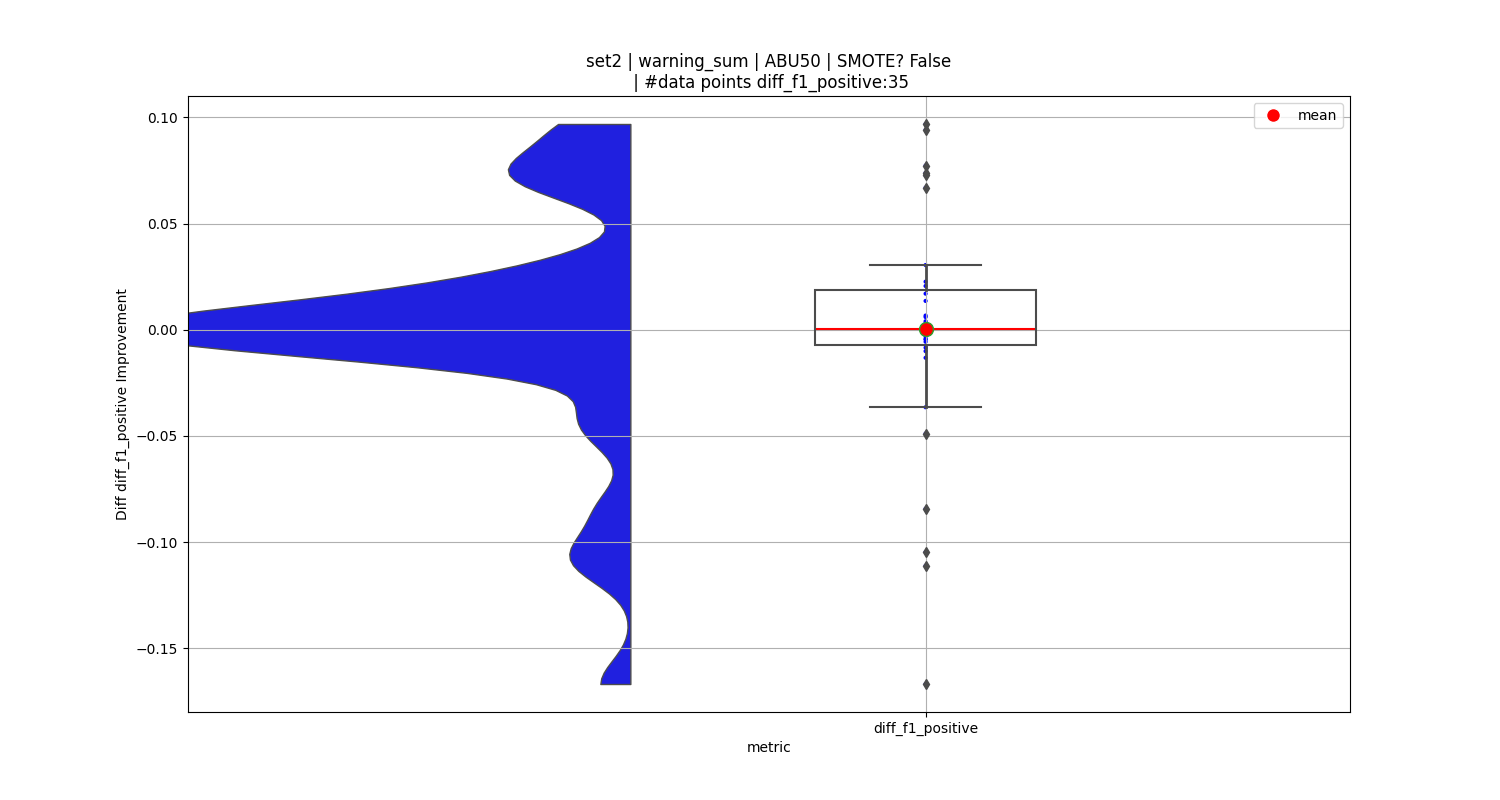 set2 | warning_sum | ABU50 | SMOTE? False
| #data points diff_f1_positive:35
mean
0.10
0.05
0.00
−0.05
−0.10
−0.15
Diff diff_f1_positive Improvement
diff_f1_positive
metric